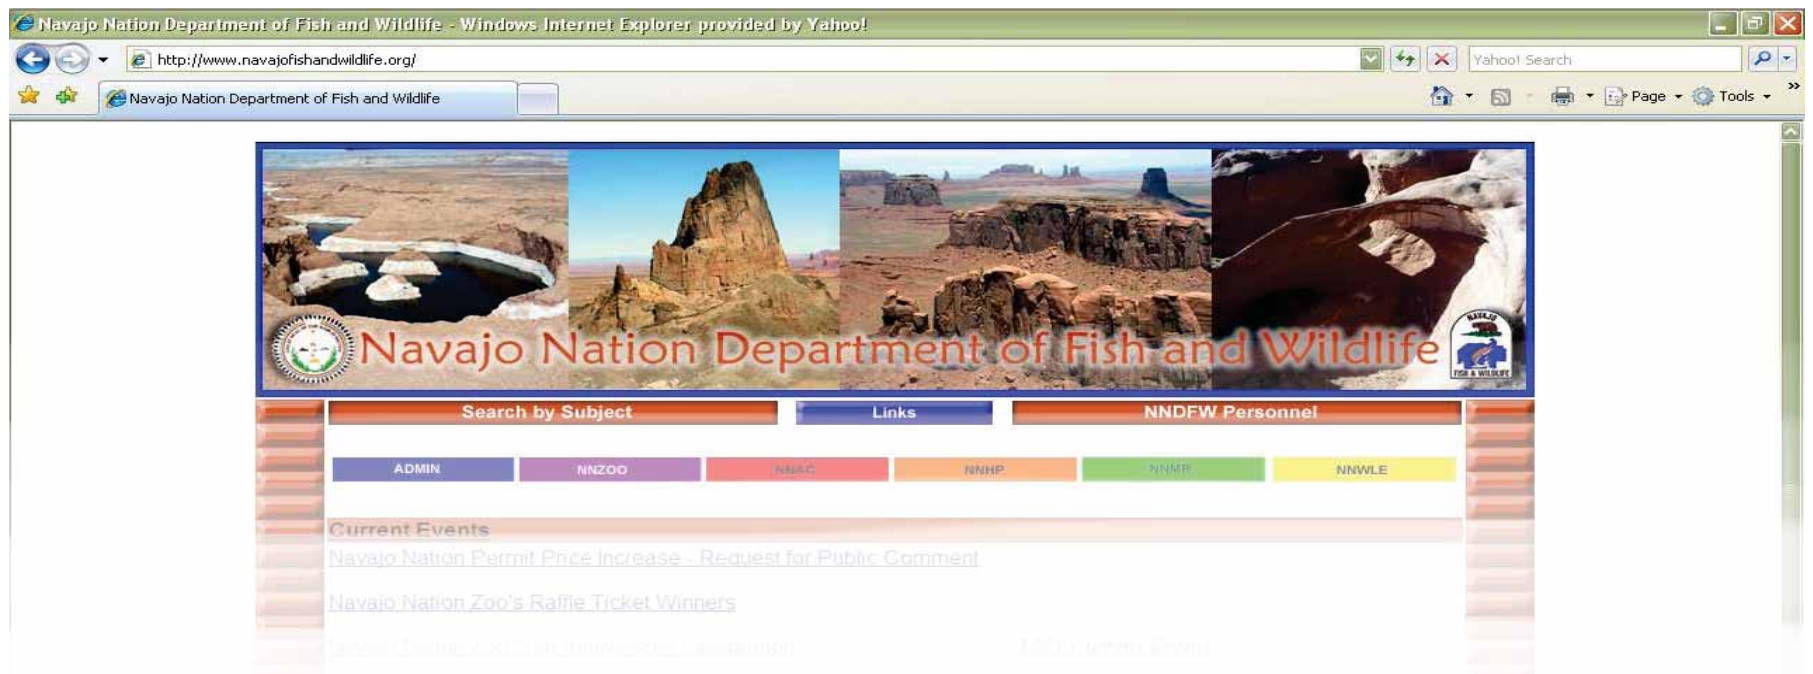 Navajo Nation Department of Fish and Wildlife - Windows Internet Explorer provided by Yahoo!
http://www.navajofishandwildlife.org/
Yahoo! Search
Navajo Nation Department of Fish and Wildlife
Page
Tools
Navajo Nation Department of Fish and Wildlife
NAVAJO
FISH & WILDLIFE
Search by Subject
Links
NNDFW Personnel
ADMIN
NNZOO
NNHP
NNWLE
Current Events
Navajo Nation Permit Price Increase - Request for Public Comment
Navajo Nation Zoo's Raffle Ticket Winners